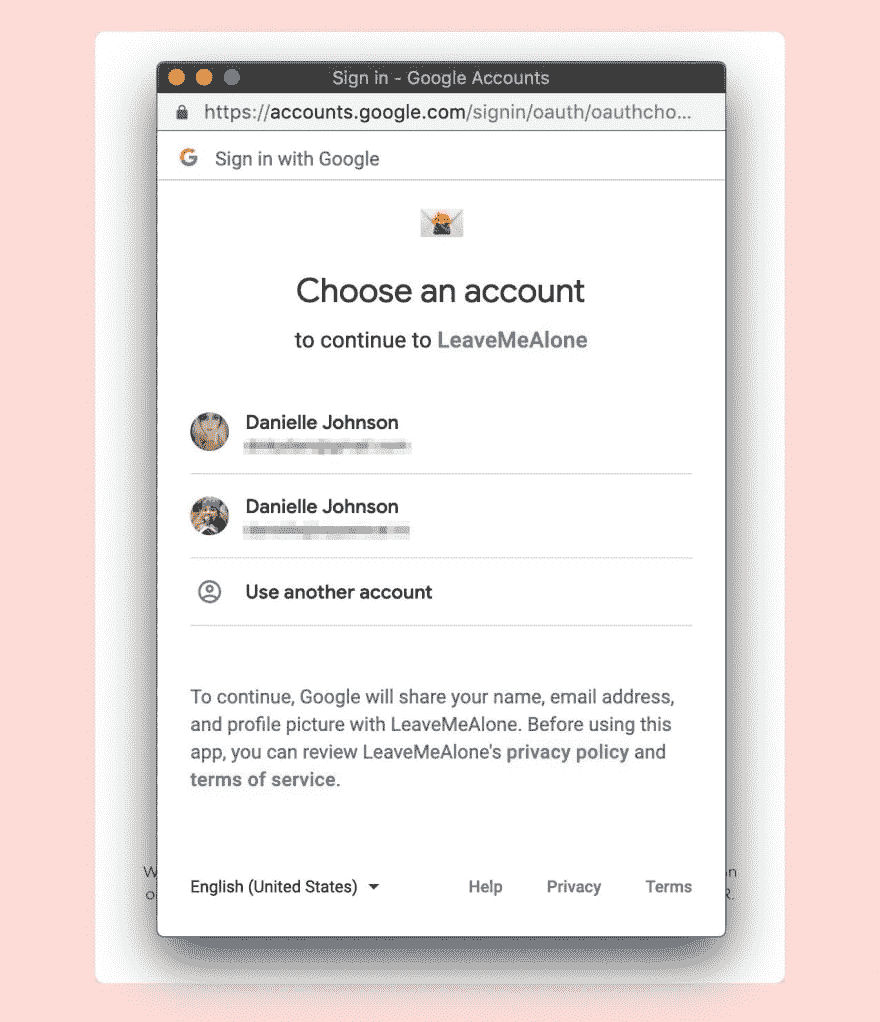 Sign in - Google Accounts
https://accounts.google.com/signin/oauth/oauthcho...
Sign in with Google
Choose an account
to continue to LeaveMeAlone
Danielle Johnson
Danielle Johnson
Use another account
To continue, Google will share your name, email address,
and profile picture with LeaveMeAlone. Before using this
app, you can review LeaveMeAlone's privacy policy and
terms of service.
English (United States) Help Privacy Terms